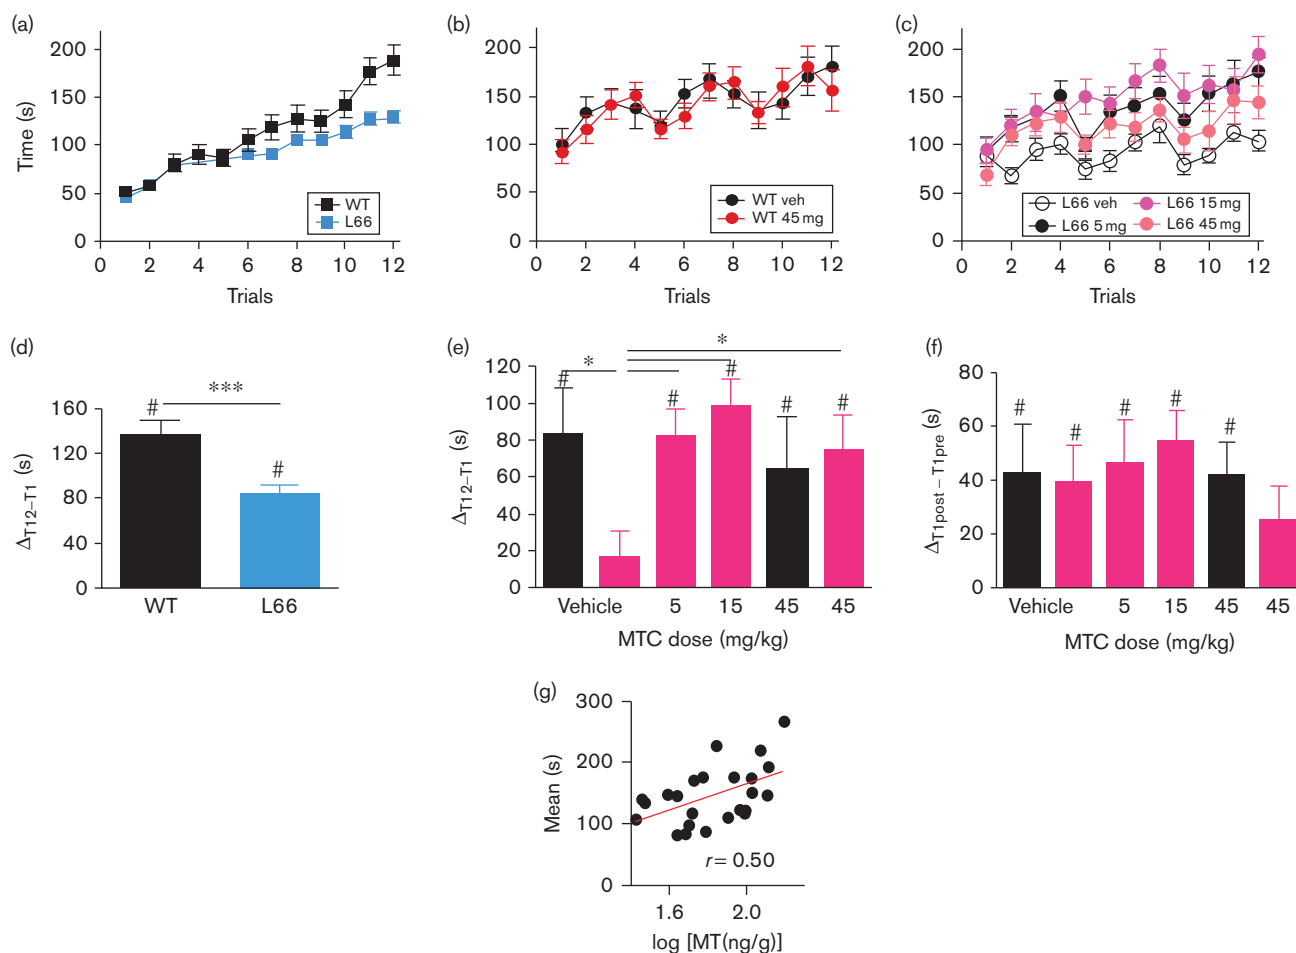 (a)
200
150
100
50
0
Time (s)
WT
L66
0 2 4 6 8 10 12
Trials
(b)
200
150
100
50
0
WT veh
WT 45 mg
0 2 4 6 8 10 12
Trials
(c)
200
150
100
50
0
L66 veh L66 15 mg
L66 5 mg L66 45 mg
0 2 4 6 8 10 12
Trials
(d)
160
120
80
40
0
ΔT12–T1 (s)
***
#
#
WT L66
(e)
120
100
80
60
40
20
0
ΔT12–T1 (s)
* *
# # # # #
Vehicle 5 15 45 45
MTC dose (mg/kg)
(f)
80
60
40
20
0
ΔT1post – T1pre (s)
# # # # #
Vehicle 5 15 45 45
MTC dose (mg/kg)
(g)
300
200
100
0
Mean (s)
r = 0.50
1.6 2.0
log [MT(ng/g)]